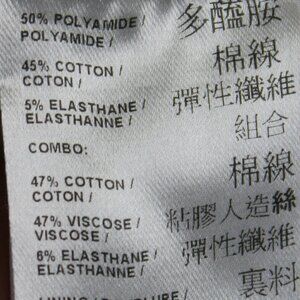 50% POLYAMIDE / 多醯胺
POLYAMIDE /
45% COTTON / 棉線
COTON /
5% ELASTHANE / 彈性纖維
ELASTHANNE /
COMBO: 組合
47% COTTON / 棉線
COTON /
47% VISCOSE / 粘膠人造絲
VISCOSE /
6% ELASTHANE / 彈性纖維
ELASTHANNE /
裏料